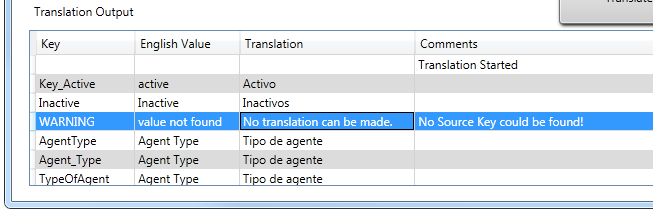 Translate
Translation Output
Key English Value Translation Comments
Translation Started
Key_Active active Activo
Inactive Inactive Inactivos
WARNING value not found No translation can be made. No Source Key could be found!
AgentType Agent Type Tipo de agente
Agent_Type Agent Type Tipo de agente
TypeOfAgent Agent Type Tipo de agente